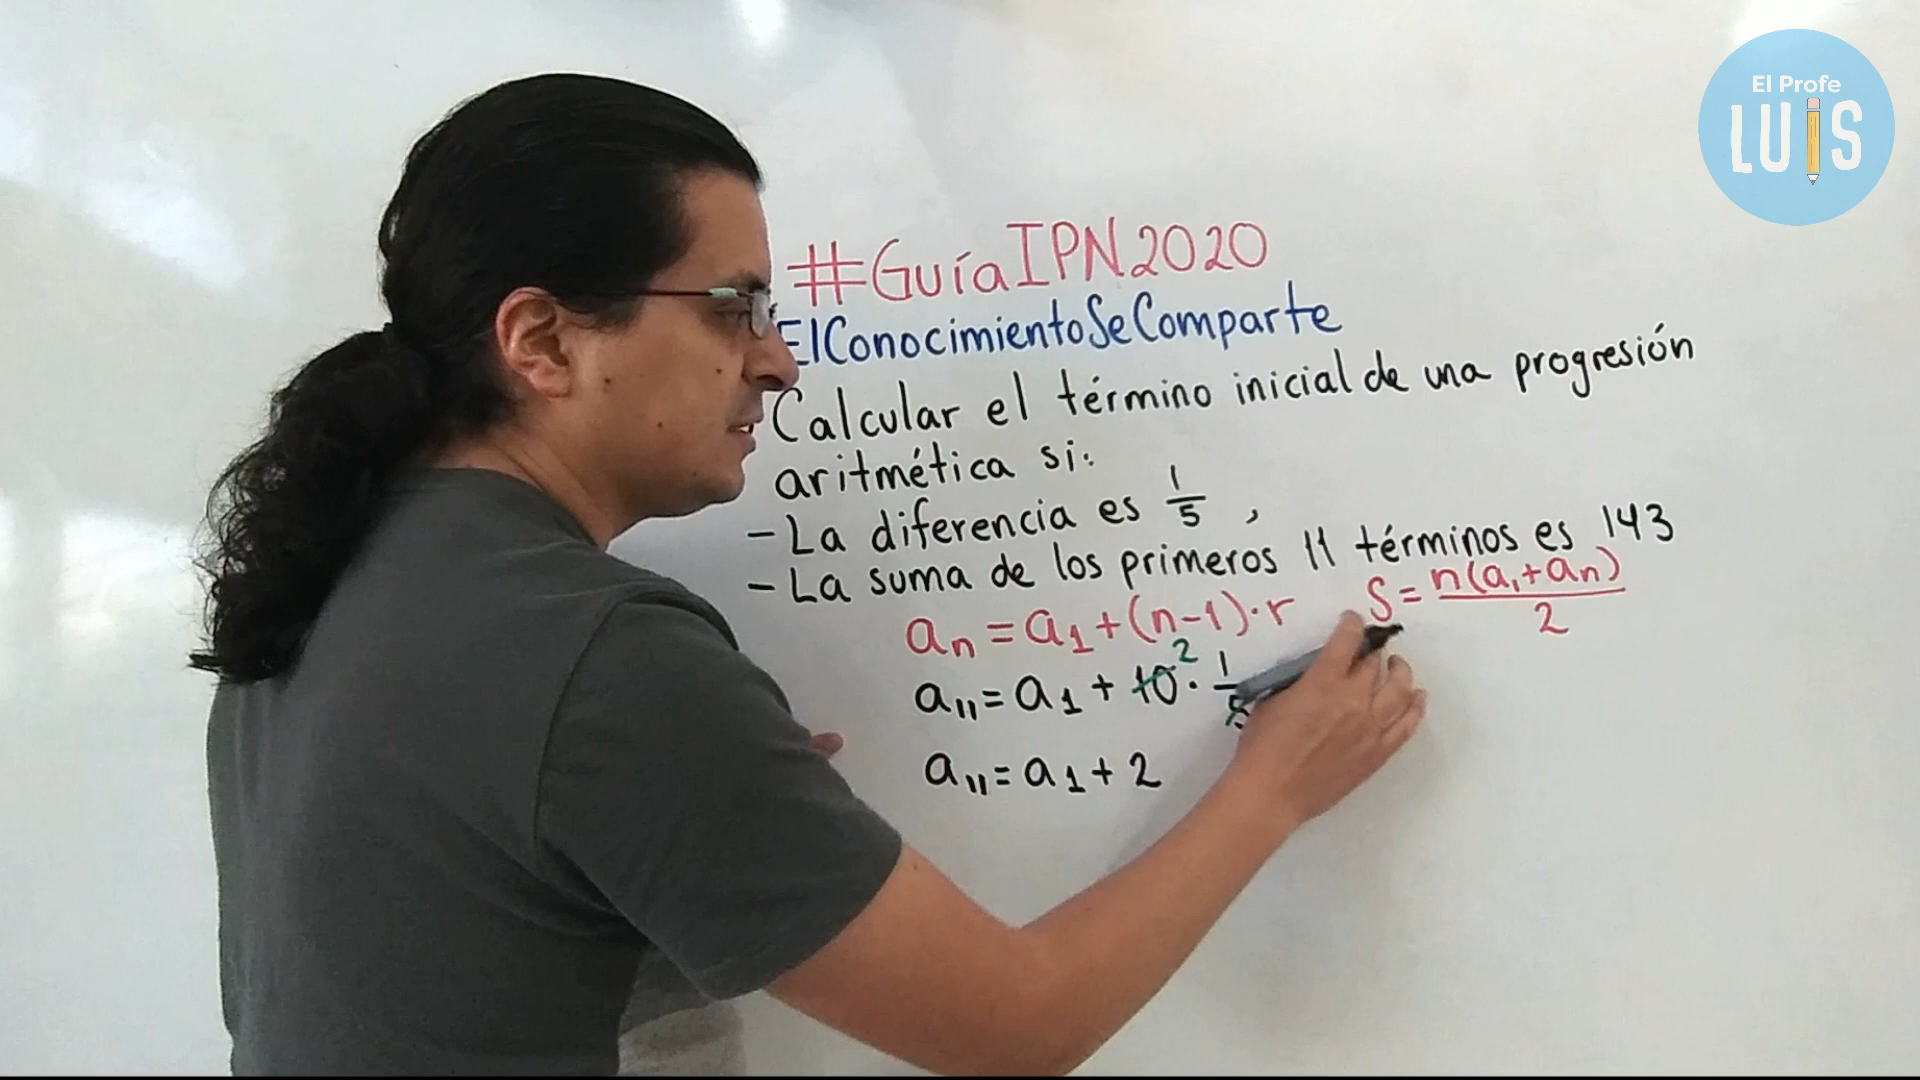 El Profe
LUIS
#GuíaIPN2020
ElConocimientoSeComparte
Calcular el término inicial de una progresión
aritmética si:
- La diferencia es 1/5 ,
- La suma de los primeros 11 términos es 143
an = a1 + (n-1)·r S = n(a1+an)/2
a11 = a1 + 10² · 1/5
a11 = a1 + 2